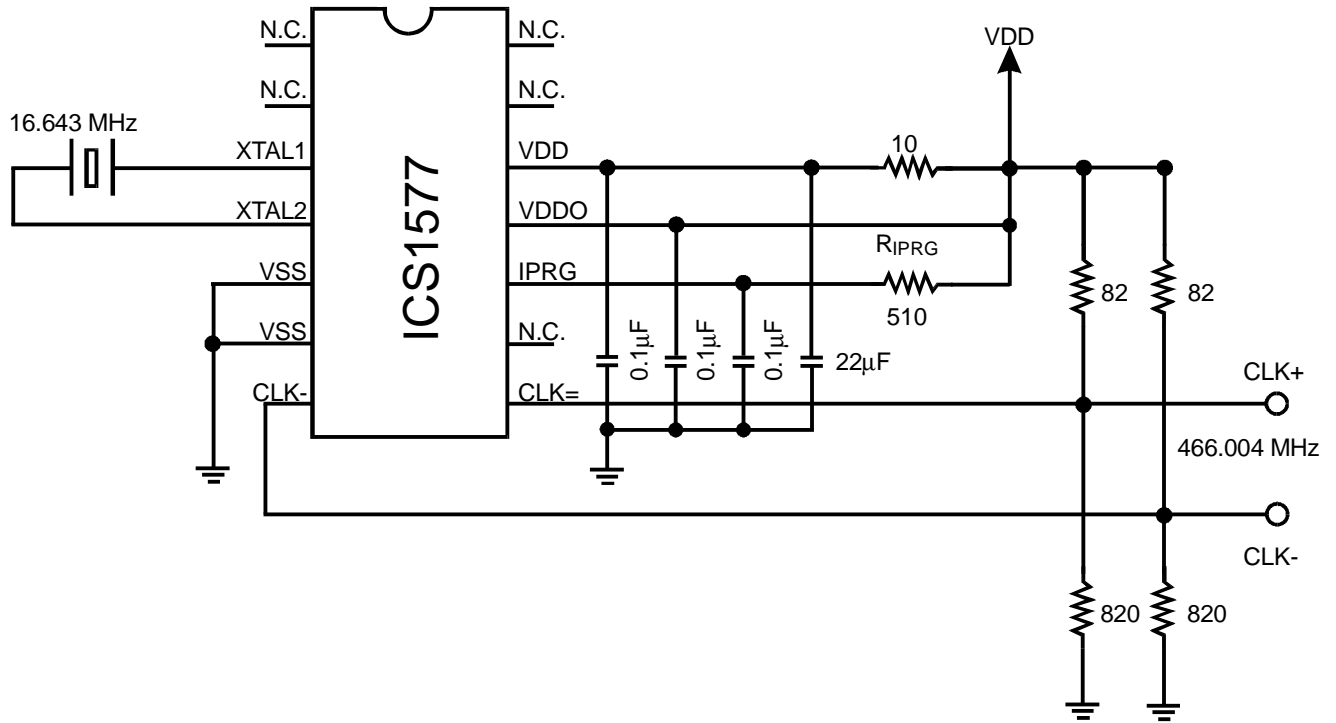 N.C.
N.C.
VDD
N.C.
N.C.
16.643 MHz
XTAL1
VDD
10
XTAL2
VDDO
VSS
IPRG
RIPRG
510
82
82
VSS
N.C.
ICS1577
0.1µF
0.1µF
0.1µF
22µF
CLK-
CLK=
CLK+
466.004 MHz
CLK-
820
820